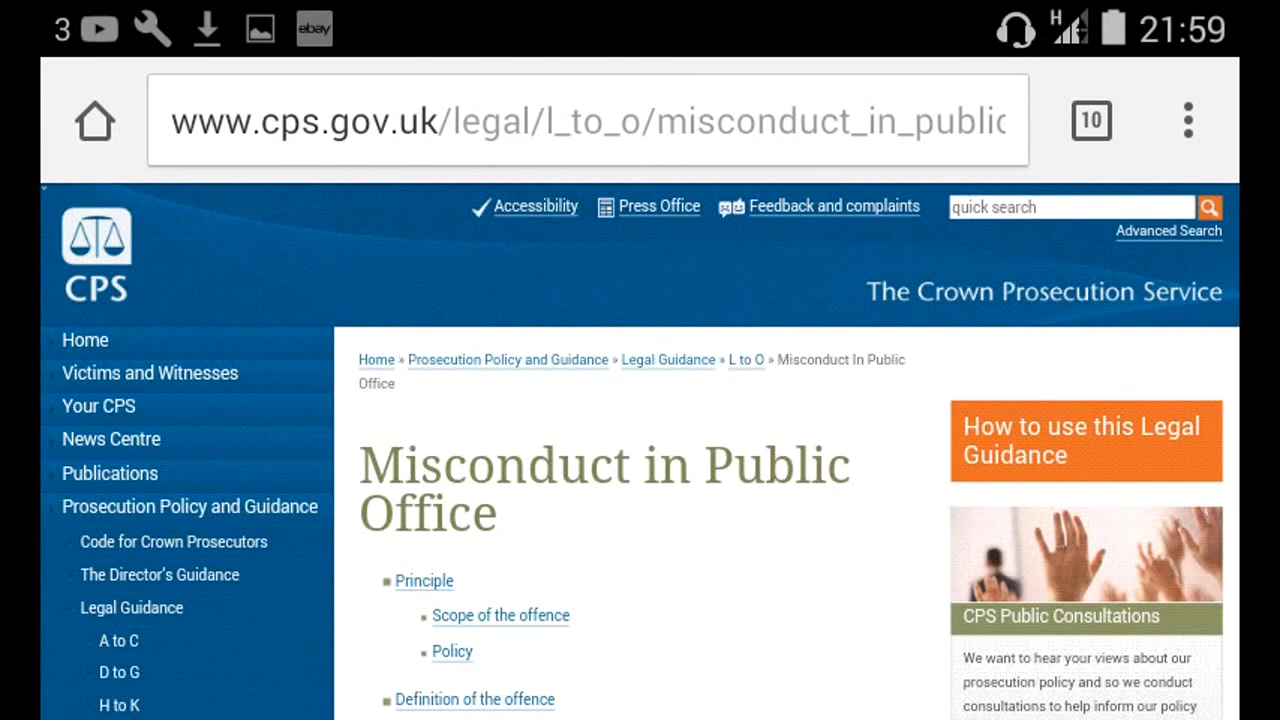 3 ebay H 21:59
www.cps.gov.uk/legal/l_to_o/misconduct_in_public
10
Accessibility Press Office Feedback and complaints quick search
Advanced Search
CPS
The Crown Prosecution Service
Home
Victims and Witnesses
Your CPS
News Centre
Publications
Prosecution Policy and Guidance
Code for Crown Prosecutors
The Director's Guidance
Legal Guidance
A to C
D to G
H to K
Home » Prosecution Policy and Guidance » Legal Guidance » L to O » Misconduct In Public
Office
Misconduct in Public
Office
Principle
Scope of the offence
Policy
Definition of the offence
How to use this Legal
Guidance
CPS Public Consultations
We want to hear your views about our
prosecution policy and so we conduct
consultations to help inform our policy